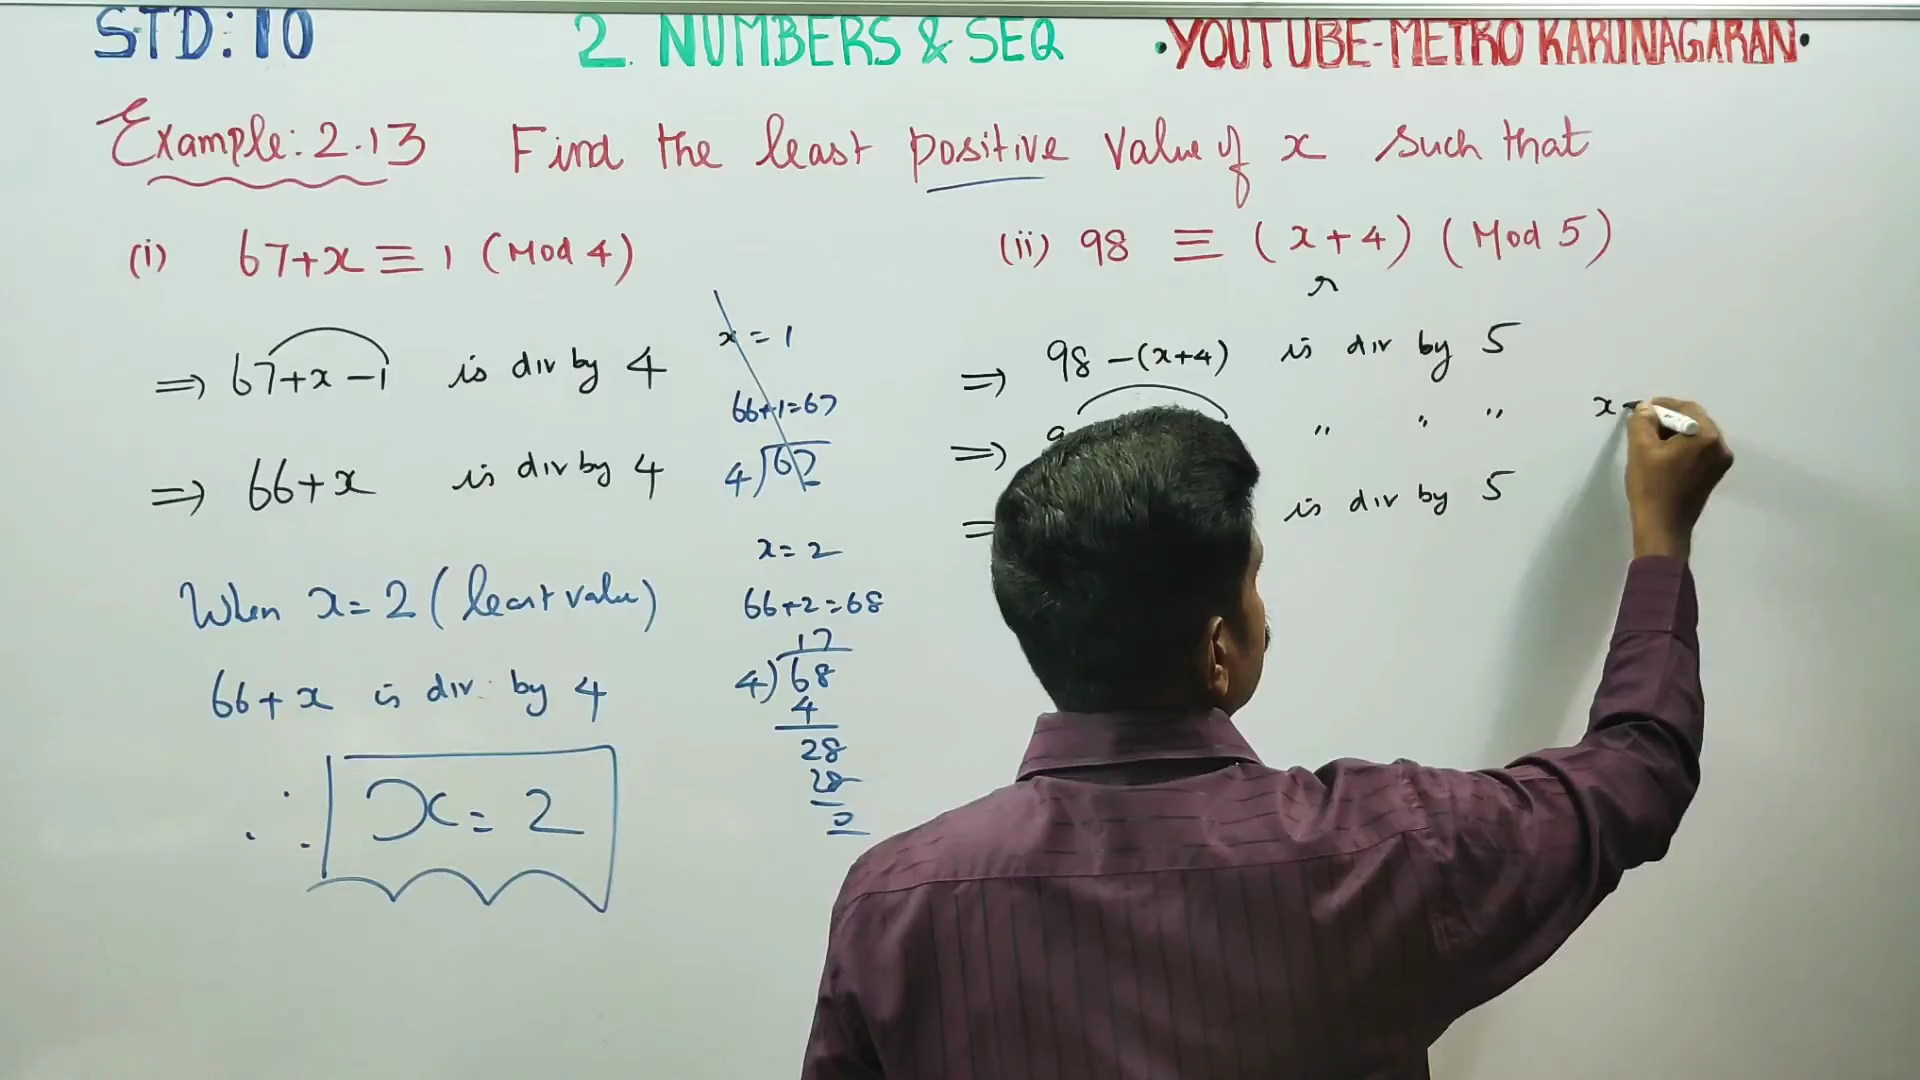 STD: 10 2. NUMBERS & SEQ •YOUTUBE-METRO KARUNAGARAN•
Example: 2.13 Find the least positive value of x such that
(i) 67+x ≡ 1 (Mod 4)
⇒ 67+x-1 is div by 4
⇒ 66+x is div by 4
When x=2 (least value)
66+x is div. by 4
∴ x = 2
x = 1
66+1=67
4)67
x = 2
66+2=68
17
4)68
4
28
28
0
(ii) 98 ≡ (x+4) (Mod 5)
r
⇒ 98 -(x+4) is div by 5
⇒ 9 " " "
⇒ is div by 5
x